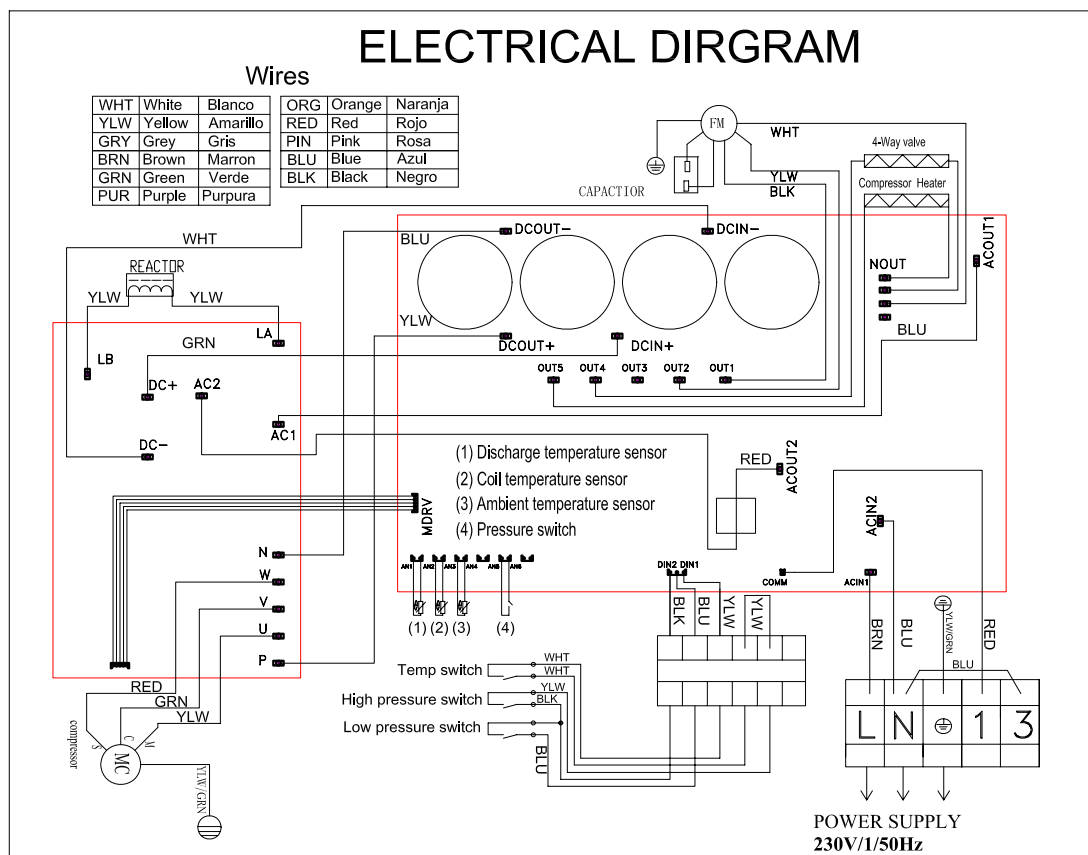 ELECTRICAL DIRGRAM
Wires
WHT White Blanco ORG Orange Naranja
YLW Yellow Amarillo RED Red Rojo
GRY Grey Gris PIN Pink Rosa
BRN Brown Marron BLU Blue Azul
GRN Green Verde BLK Black Negro
PUR Purple Purpura
FM
WHT
4-Way valve
YLW
BLK
CAPACTIOR
Compressor Heater
WHT
BLU
DCOUT-
DCIN-
NOUT
ACOUT1
REACTOR
YLW
YLW
YLW
BLU
LA
GRN
LB
DCOUT+
DCIN+
DC+
AC2
OUT5
OUT4
OUT3
OUT2
OUT1
AC1
DC-
(1) Discharge temperature sensor
(2) Coil temperature sensor
(3) Ambient temperature sensor
(4) Pressure switch
RED
ACOUT2
MDRV
ACIN2
N
W
V
U
P
AN1
AN2
AN3
AN4
AN5
AN6
DIN2
DIN1
COMM
ACIN1
(1)
(2)
(3)
(4)
BLK
BLU
YLW
YLW
BRN
BLU
YLW/GRN
RED
BLU
Temp switch
WHT
WHT
High pressure switch
YLW
BLK
Low pressure switch
BLU
BLK
BLU
YLW
YLW
RED
GRN
YLW
compressor
S
C
M
MC
YLW/GRN
L N 1 3
POWER SUPPLY
230V/1/50Hz